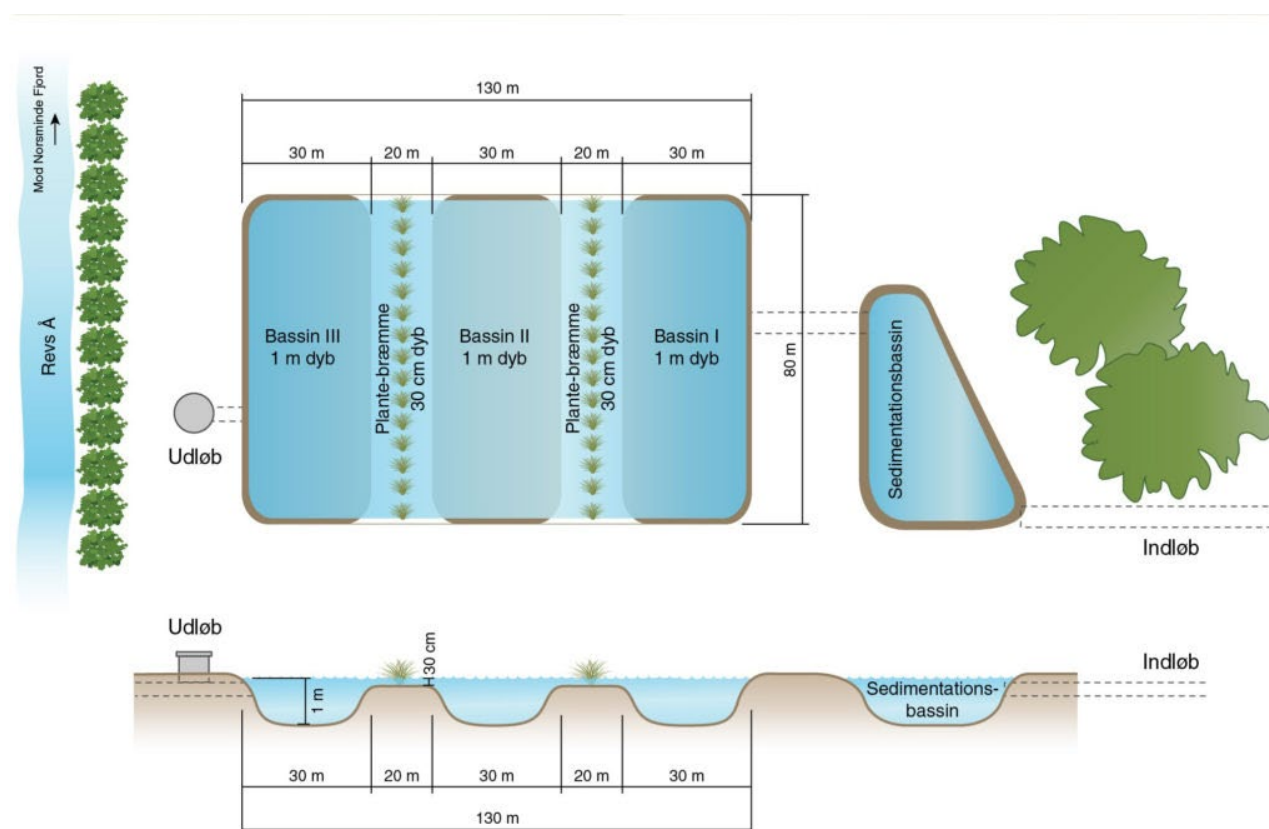 Mod Norsminde Fjord
Revs Å
130 m
30 m
20 m
30 m
20 m
30 m
Bassin III
1 m dyb
Plante-bræmme
30 cm dyb
Bassin II
1 m dyb
Plante-bræmme
30 cm dyb
Bassin I
1 m dyb
80 m
Sedimentationsbassin
Udløb
Indløb
Udløb
30 cm
1 m
Indløb
Sedimentations-
bassin
30 m
20 m
30 m
20 m
30 m
130 m